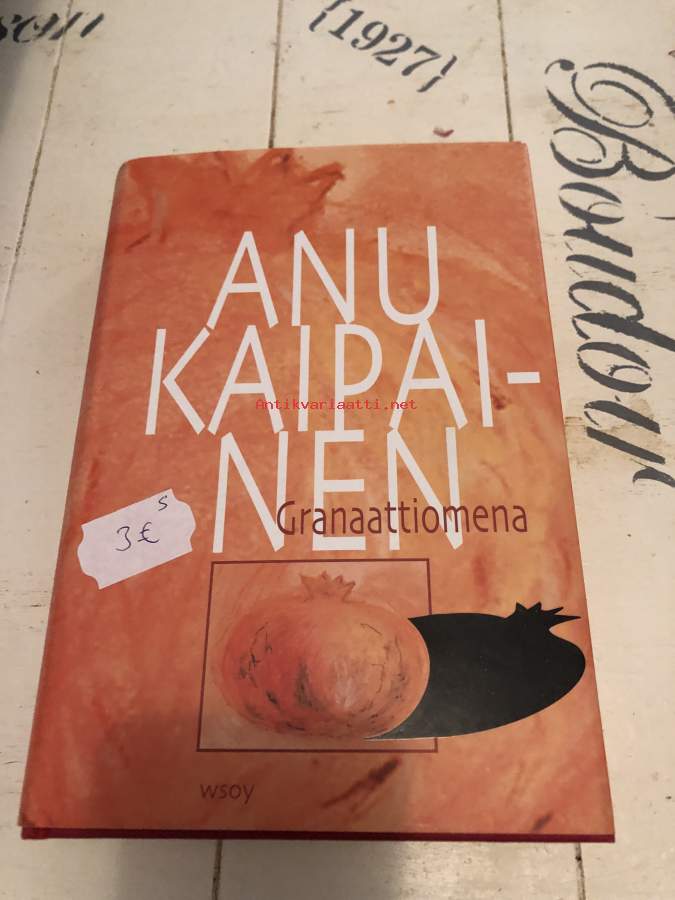 {1927}
Boudoir
ANU
KAIPAI-
NEN
Antikvariaatti.net
Granaattiomena
s
3€
wsoy